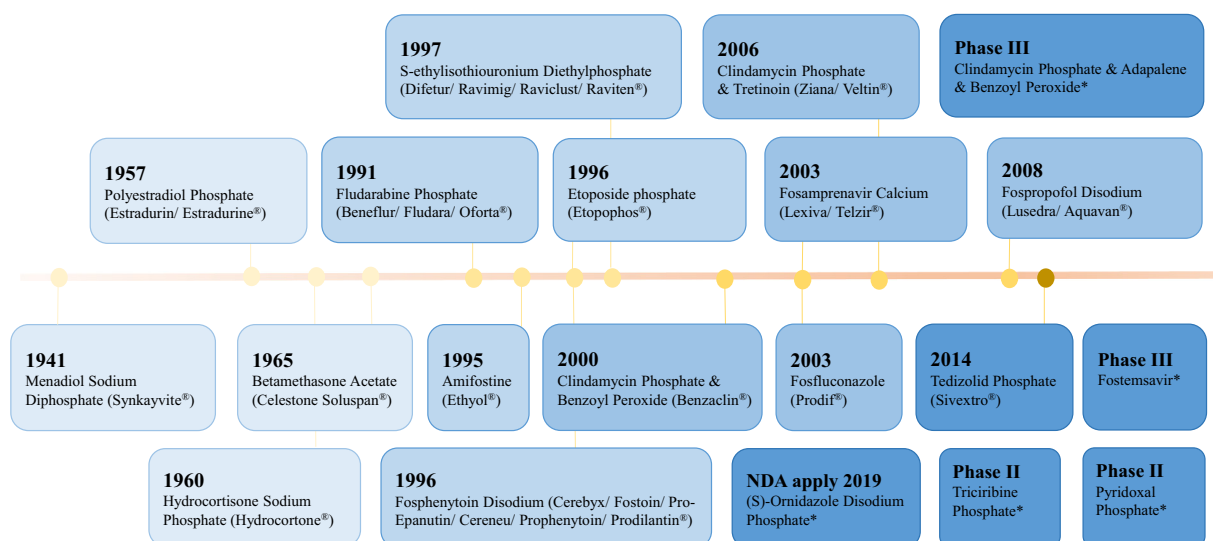 1997
S-ethylisothiouronium Diethylphosphate
(Difetur/ Ravimig/ Raviclust/ Raviten®)
2006
Clindamycin Phosphate
& Tretinoin (Ziana/ Veltin®)
Phase III
Clindamycin Phosphate & Adapalene
& Benzoyl Peroxide*
1957
Polyestradiol Phosphate
(Estradurin/ Estradurine®)
1991
Fludarabine Phosphate
(Beneflur/ Fludara/ Oforta®)
1996
Etoposide phosphate
(Etopophos®)
2003
Fosamprenavir Calcium
(Lexiva/ Telzir®)
2008
Fospropofol Disodium
(Lusedra/ Aquavan®)
1941
Menadiol Sodium
Diphosphate (Synkayvite®)
1965
Betamethasone Acetate
(Celestone Soluspan®)
1995
Amifostine
(Ethyol®)
2000
Clindamycin Phosphate &
Benzoyl Peroxide (Benzaclin®)
2003
Fosfluconazole
(Prodif®)
2014
Tedizolid Phosphate
(Sivextro®)
Phase III
Fostemsavir*
1960
Hydrocortisone Sodium
Phosphate (Hydrocortone®)
1996
Fosphenytoin Disodium (Cerebyx/ Fostoin/ Pro-
Epanutin/ Cereneu/ Prophenytoin/ Prodilantin®)
NDA apply 2019
(S)-Ornidazole Disodium
Phosphate*
Phase II
Triciribine
Phosphate*
Phase II
Pyridoxal
Phosphate*